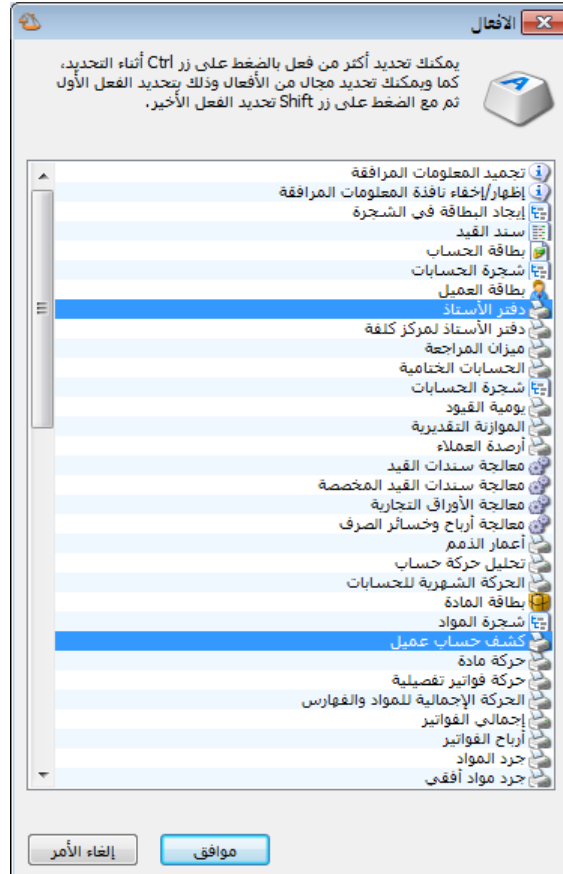 الافعال
يمكنك تحديد أكثر من فعل بالضغط على زر Ctrl أثناء التحديد،
كما ويمكنك تحديد مجال من الأفعال وذلك بتحديد الفعل الأول
ثم مع الضغط على زر Shift تحديد الفعل الأخير.
تجميد المعلومات المرافقة
إظهار/إخفاء نافذة المعلومات المرافقة
إيجاد البطاقة في الشجرة
سند القيد
بطاقة الحساب
شجرة الحسابات
بطاقة العميل
دفتر الأستاذ
دفتر الأستاذ لمركز كلفة
ميزان المراجعة
الحسابات الختامية
شجرة الحسابات
يومية القيود
الموازنة التقديرية
أرصدة العملاء
معالجة سندات القيد
معالجة سندات القيد المخصصة
معالجة الأوراق التجارية
معالجة أرباح وخسائر الصرف
أعمار الذمم
تحليل حركة حساب
الحركة الشهرية للحسابات
بطاقة المادة
شجرة المواد
كشف حساب عميل
حركة مادة
حركة فواتير تفصيلية
الحركة الإجمالية للمواد والفهارس
إجمالي الفواتير
أرباح الفواتير
جرد المواد
جرد مواد أفقي
موافق
إلغاء الأمر